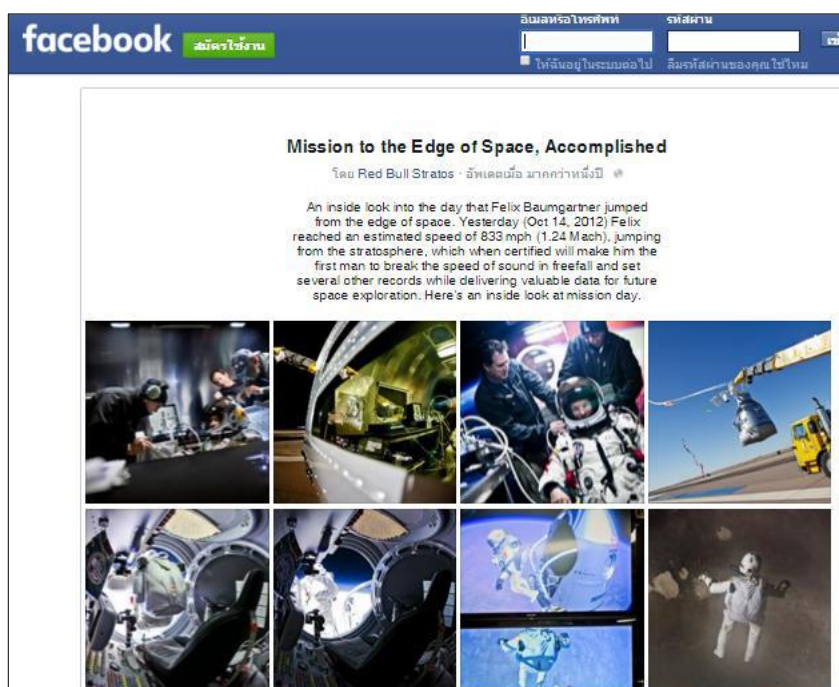 facebook
สมัครใช้งาน
อีเมลหรือโทรศัพท์
รหัสผ่าน
ให้ฉันอยู่ในระบบต่อไป
ลืมรหัสผ่านของคุณใช่ไหม
Mission to the Edge of Space, Accomplished
โดย Red Bull Stratos · อัพเดตเมื่อ มากกว่าหนึ่งปี
An inside look into the day that Felix Baumgartner jumped
from the edge of space. Yesterday (Oct 14, 2012) Felix
reached an estimated speed of 833 mph (1.24 Mach), jumping
from the stratosphere, which when certified will make him the
first man to break the speed of sound in freefall and set
several other records while delivering valuable data for future
space exploration. Here's an inside look at mission day.